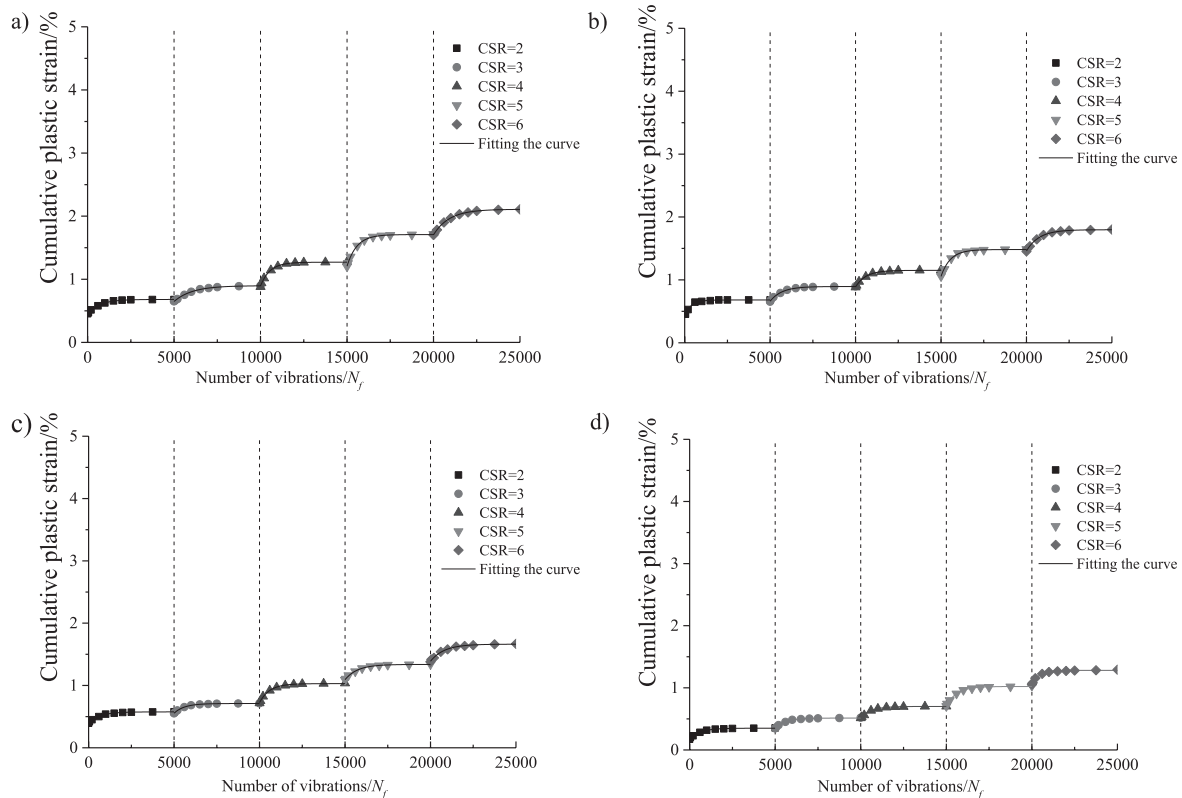 a)
Cumulative plastic strain/%
5
4
3
2
1
0
0 5000 10000 15000 20000 25000
Number of vibrations/Nf
CSR=2
CSR=3
CSR=4
CSR=5
CSR=6
Fitting the curve
b)
Cumulative plastic strain/%
5
4
3
2
1
0
0 5000 10000 15000 20000 25000
Number of vibrations/Nf
CSR=2
CSR=3
CSR=4
CSR=5
CSR=6
Fitting the curve
c)
Cumulative plastic strain/%
5
4
3
2
1
0
0 5000 10000 15000 20000 25000
Number of vibrations/Nf
CSR=2
CSR=3
CSR=4
CSR=5
CSR=6
Fitting the curve
d)
Cumulative plastic strain/%
5
4
3
2
1
0
0 5000 10000 15000 20000 25000
Number of vibrations/Nf
CSR=2
CSR=3
CSR=4
CSR=5
CSR=6
Fitting the curve